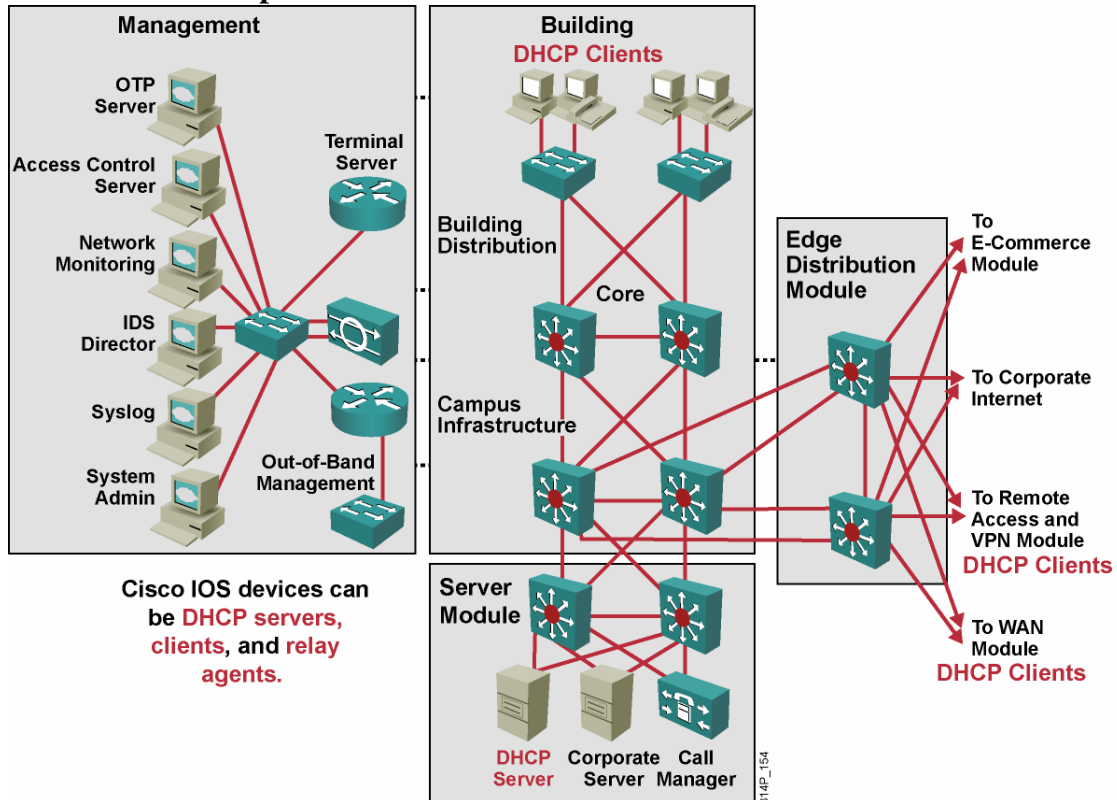 Management
OTP
Server
Access Control
Server
Network
Monitoring
IDS
Director
Syslog
System
Admin
Terminal
Server
Out-of-Band
Management
Cisco IOS devices can
be DHCP servers,
clients, and relay
agents.
Building
DHCP Clients
Building
Distribution
Core
Campus
Infrastructure
Server
Module
DHCP
Server
Corporate
Server
Call
Manager
Edge
Distribution
Module
To
E-Commerce
Module
To Corporate
Internet
To Remote
Access and
VPN Module
DHCP Clients
To WAN
Module
DHCP Clients